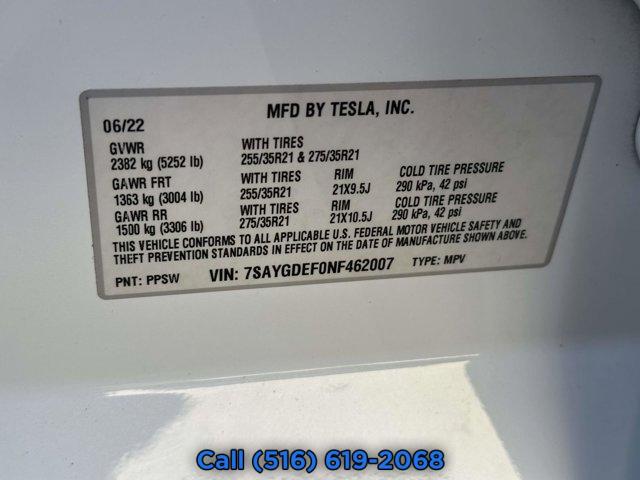 MFD BY TESLA, INC.
06/22
GVWR WITH TIRES
2382 kg (5252 lb) 255/35R21 & 275/35R21
GAWR FRT WITH TIRES RIM COLD TIRE PRESSURE
1363 kg (3004 lb) 255/35R21 21X9.5J 290 kPa, 42 psi
GAWR RR WITH TIRES RIM COLD TIRE PRESSURE
1500 kg (3306 lb) 275/35R21 21X10.5J 290 kPa, 42 psi
THIS VEHICLE CONFORMS TO ALL APPLICABLE U.S. FEDERAL MOTOR VEHICLE SAFETY AND
THEFT PREVENTION STANDARDS IN EFFECT ON THE DATE OF MANUFACTURE SHOWN ABOVE.
PNT: PPSW VIN: 7SAYGDEF0NF462007 TYPE: MPV
Call (516) 619-2068